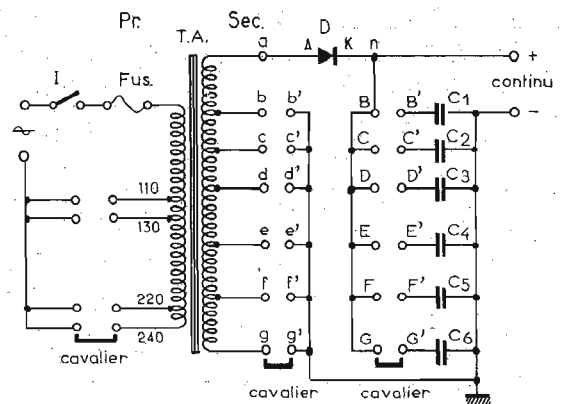 Pr. T.A. Sec. D
a A K n +
continu
I Fus. b b' B B' C1 −
~ c c' C C' C2
d d' D D' C3
110
130
e e' E E' C4
220 f f' F F' C5
240 g g' G G' C6
cavalier
cavalier cavalier